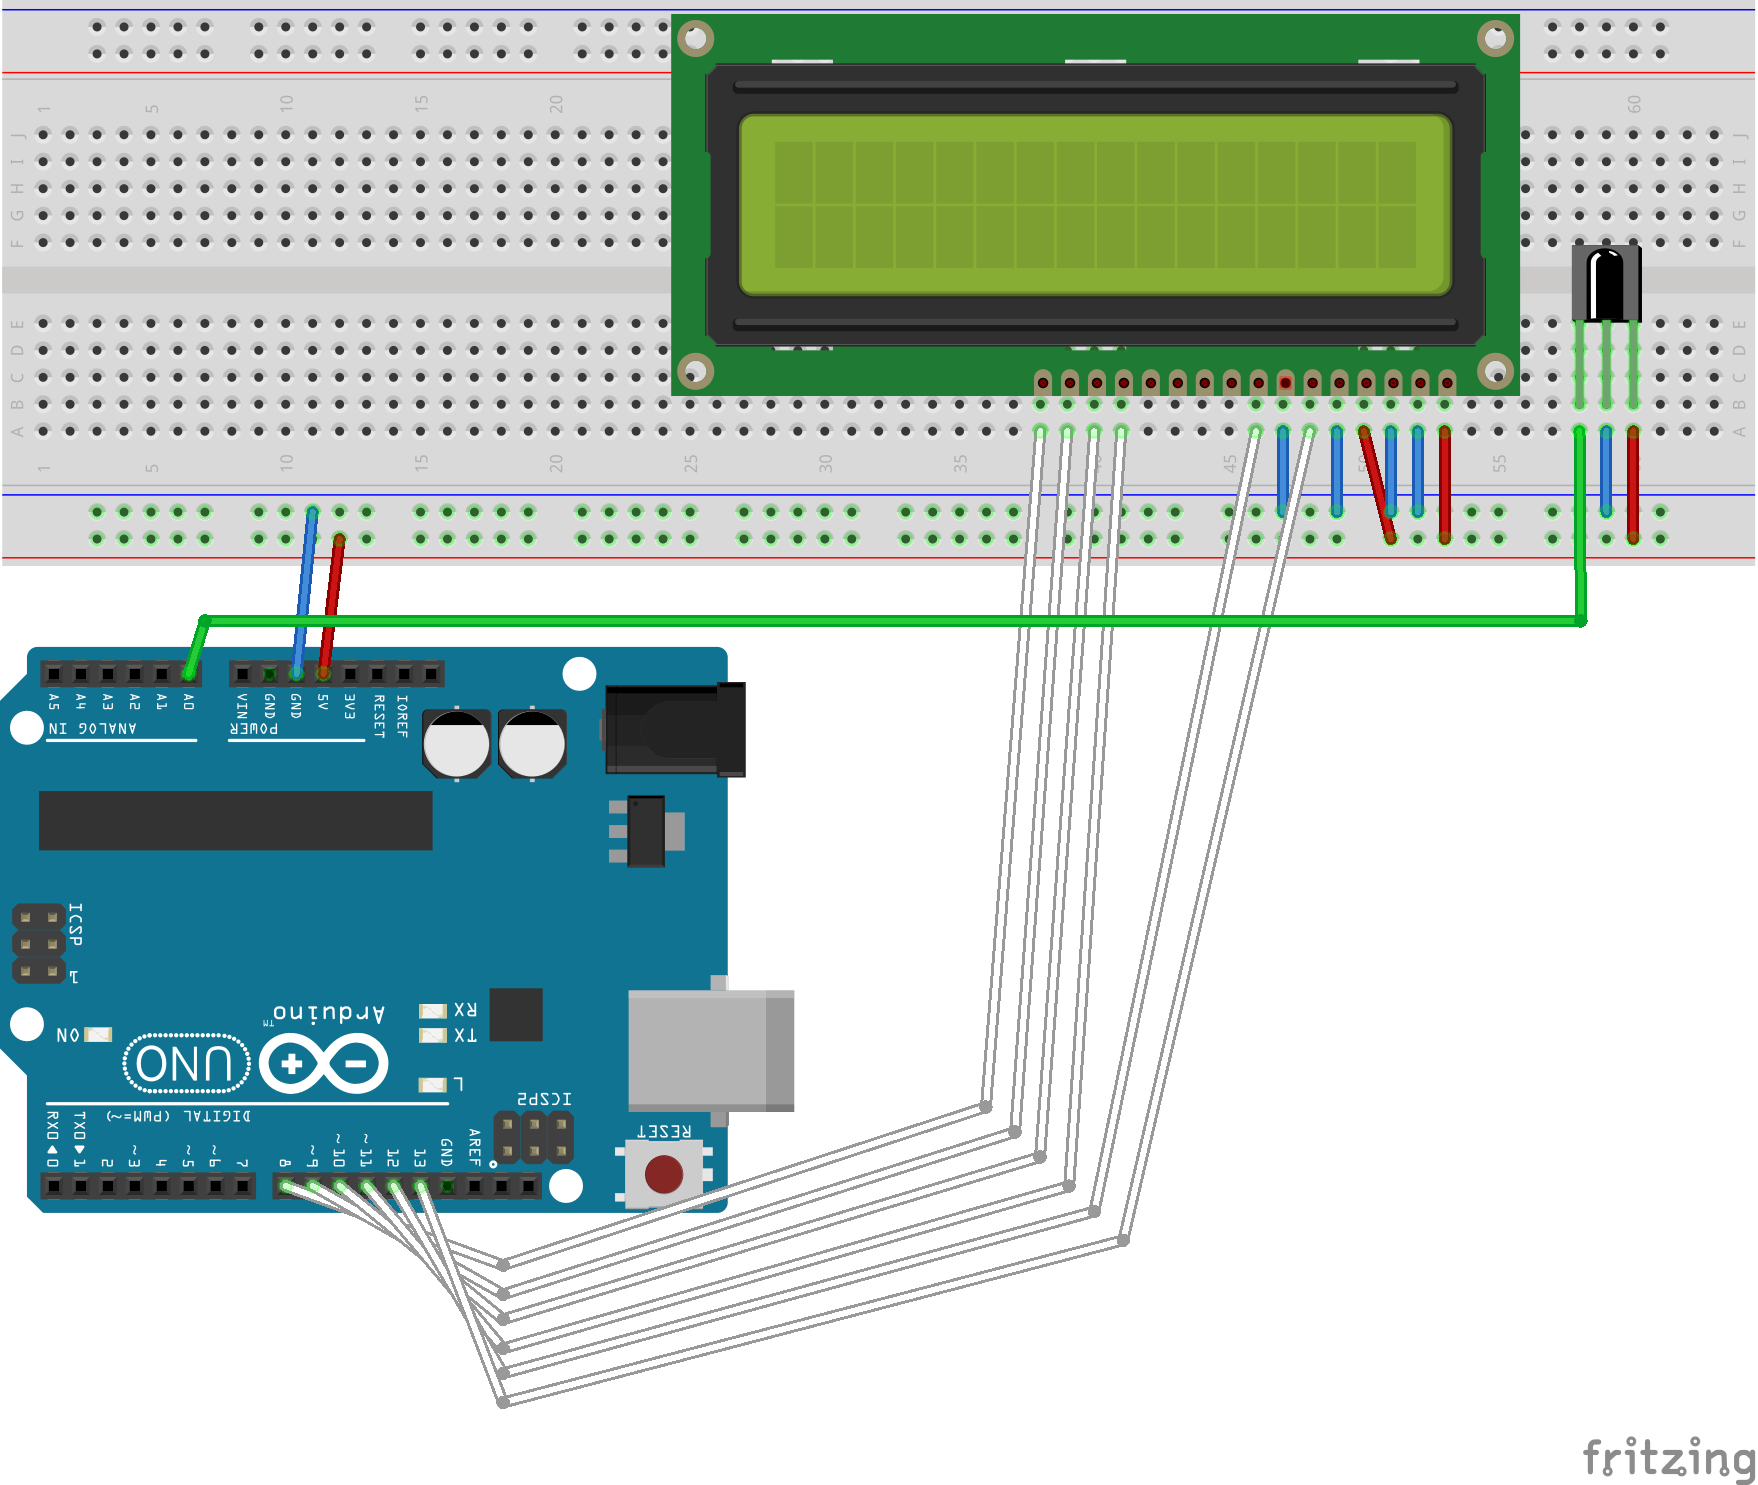 1 5 10 15 20 60
J J
I I
H H
G G
F F
E E
D D
C C
B B
A A
1 5 10 15 20 25 30 35 40 45 50 55 60
A5 A4 A3 A2 A1 A0 VIN GND GND 5V 3V3 RESET IOREF
ANALOG IN POWER
ICSP
1
Arduino™
RX
ON
TX
UNO
L
ICSP2
DIGITAL (PWM=~)
RESET
RX0◀0 TX0▶1 2 ~3 4 ~5 ~6 7 8 ~9 ~10 ~11 12 13 GND AREF
fritzing